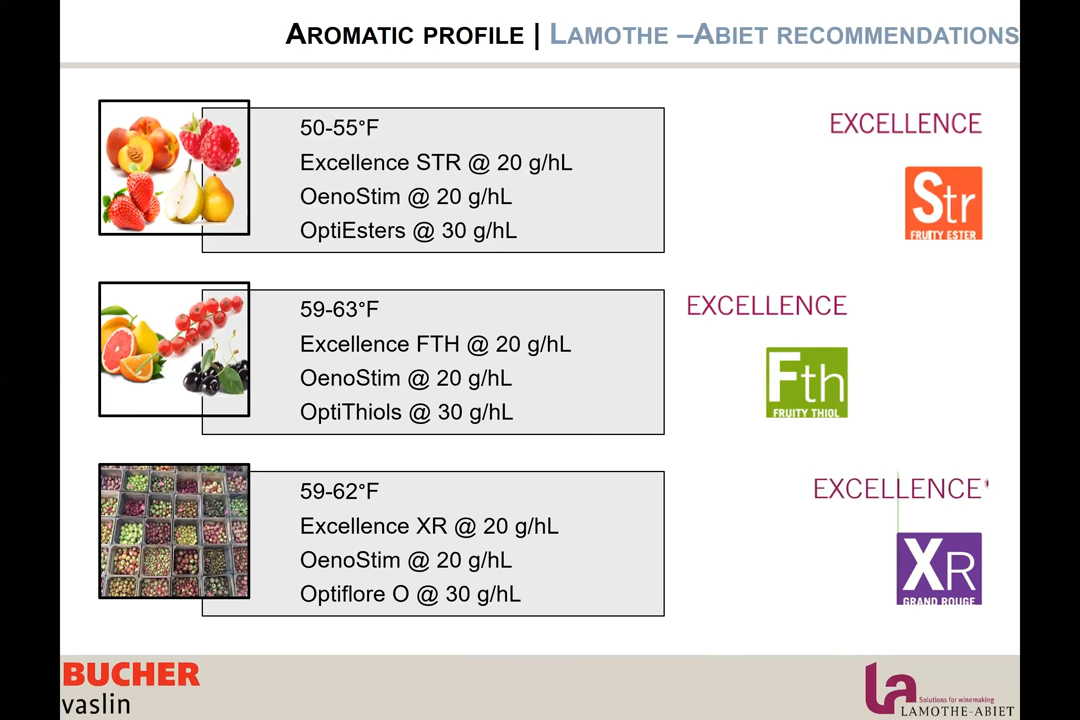 AROMATIC PROFILE | LAMOTHE –ABIET RECOMMENDATIONS
50-55°F
Excellence STR @ 20 g/hL
OenoStim @ 20 g/hL
OptiEsters @ 30 g/hL
EXCELLENCE
Str
FRUITY ESTER
59-63°F
Excellence FTH @ 20 g/hL
OenoStim @ 20 g/hL
OptiThiols @ 30 g/hL
EXCELLENCE
Fth
FRUITY THIOL
59-62°F
Excellence XR @ 20 g/hL
OenoStim @ 20 g/hL
Optiflore O @ 30 g/hL
EXCELLENCE
XR
GRAND ROUGE
BUCHER
vaslin
la
Solutions for winemaking
LAMOTHE-ABIET